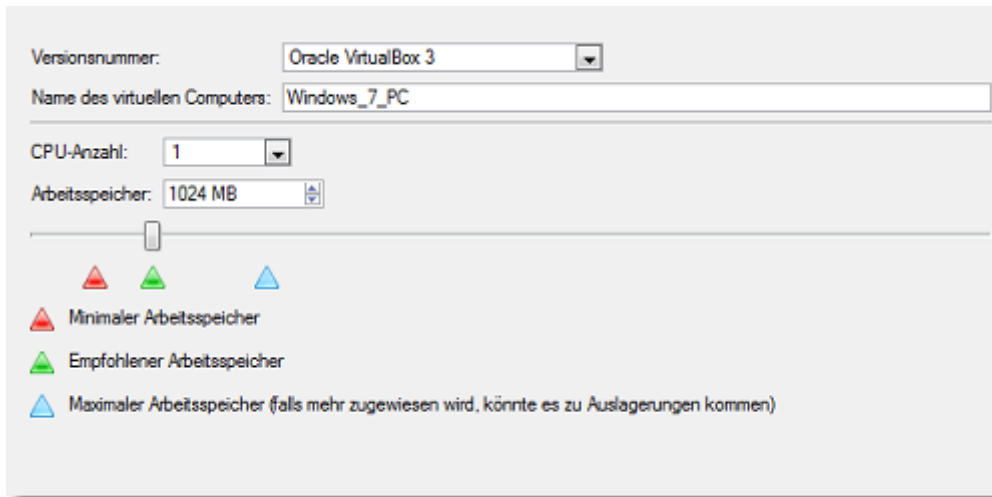 Versionsnummer: Oracle VirtualBox 3
Name des virtuellen Computers: Windows_7_PC
CPU-Anzahl: 1
Arbeitsspeicher: 1024 MB
Minimaler Arbeitsspeicher
Empfohlener Arbeitsspeicher
Maximaler Arbeitsspeicher (falls mehr zugewiesen wird, könnte es zu Auslagerungen kommen)